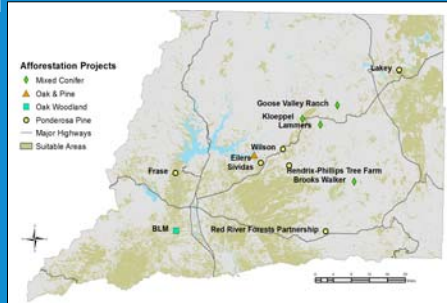 Afforestation Projects
Mixed Conifer
Oak & Pine
Oak Woodland
Ponderosa Pine
Major Highways
Suitable Areas
Lakey
Goose Valley Ranch
Kloeppel
Lammers
Wilson
Eilers
Sividas
Hendrix-Phillips Tree Farm
Brooks Walker
Frase
BLM
Red River Forests Partnership